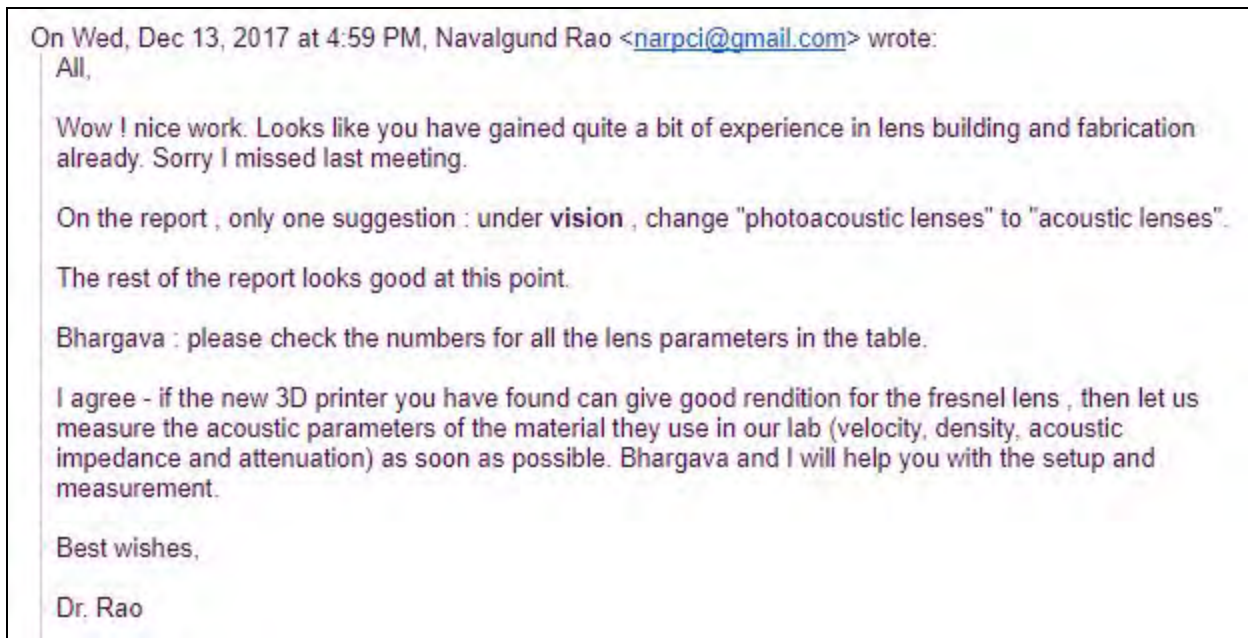 On Wed, Dec 13, 2017 at 4:59 PM, Navalgund Rao <narpci@gmail.com> wrote:
All,
Wow ! nice work. Looks like you have gained quite a bit of experience in lens building and fabrication
already. Sorry I missed last meeting.
On the report , only one suggestion : under vision , change "photoacoustic lenses" to "acoustic lenses".
The rest of the report looks good at this point.
Bhargava : please check the numbers for all the lens parameters in the table.
I agree - if the new 3D printer you have found can give good rendition for the fresnel lens , then let us
measure the acoustic parameters of the material they use in our lab (velocity, density, acoustic
impedance and attenuation) as soon as possible. Bhargava and I will help you with the setup and
measurement.
Best wishes,
Dr. Rao